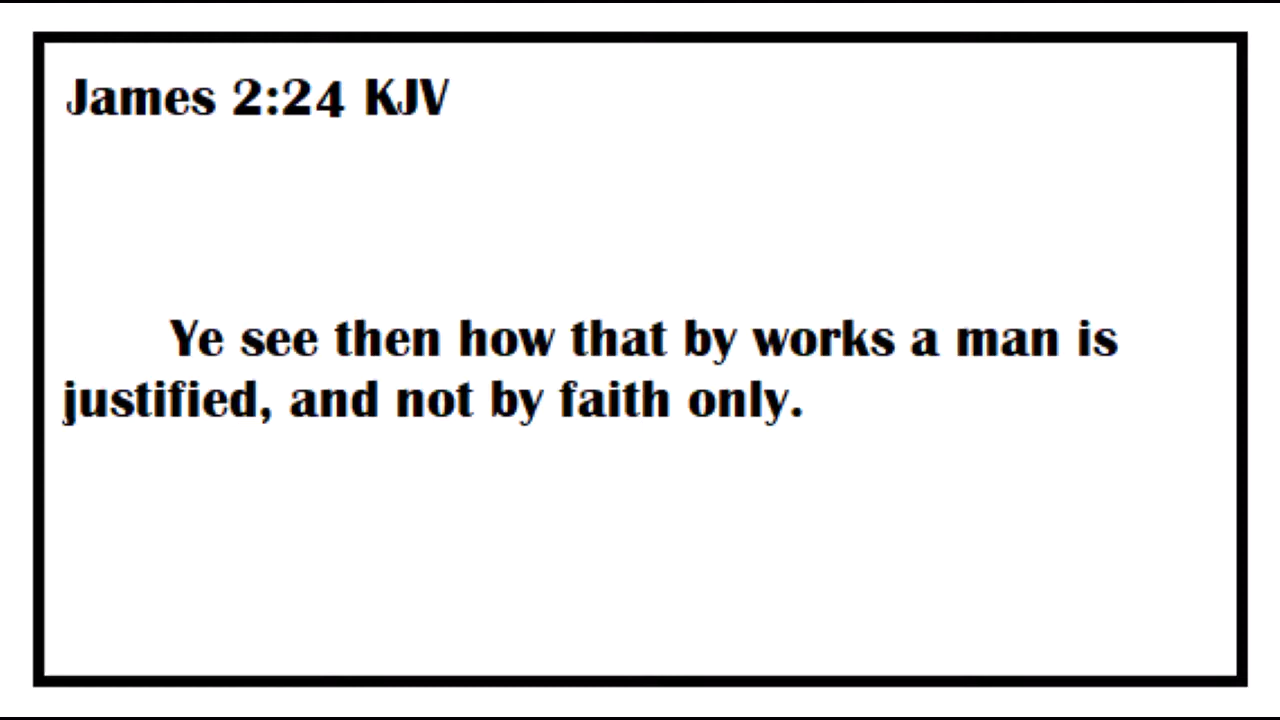 James 2:24 KJV
Ye see then how that by works a man is
justified, and not by faith only.